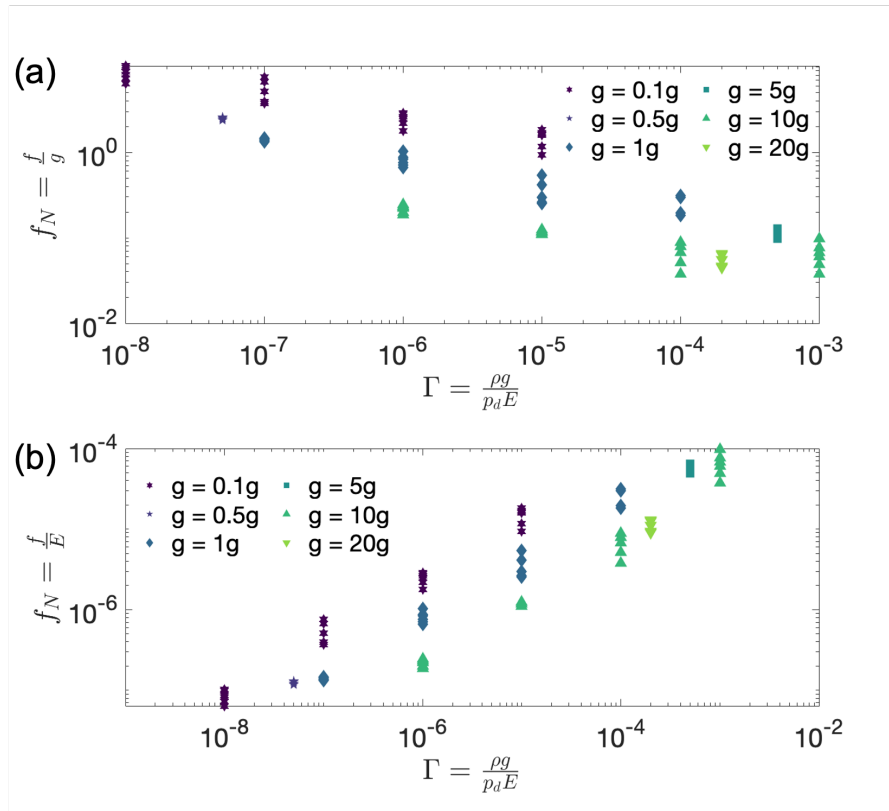 (a)
f_N = f/g
10^0
10^-2
g = 0.1g
g = 0.5g
g = 1g
g = 5g
g = 10g
g = 20g
10^-8
10^-7
10^-6
10^-5
10^-4
10^-3
Γ = ρg/p_dE
(b)
f_N = f/E
10^-4
10^-6
g = 0.1g
g = 0.5g
g = 1g
g = 5g
g = 10g
g = 20g
10^-8
10^-6
10^-4
10^-2
Γ = ρg/p_dE